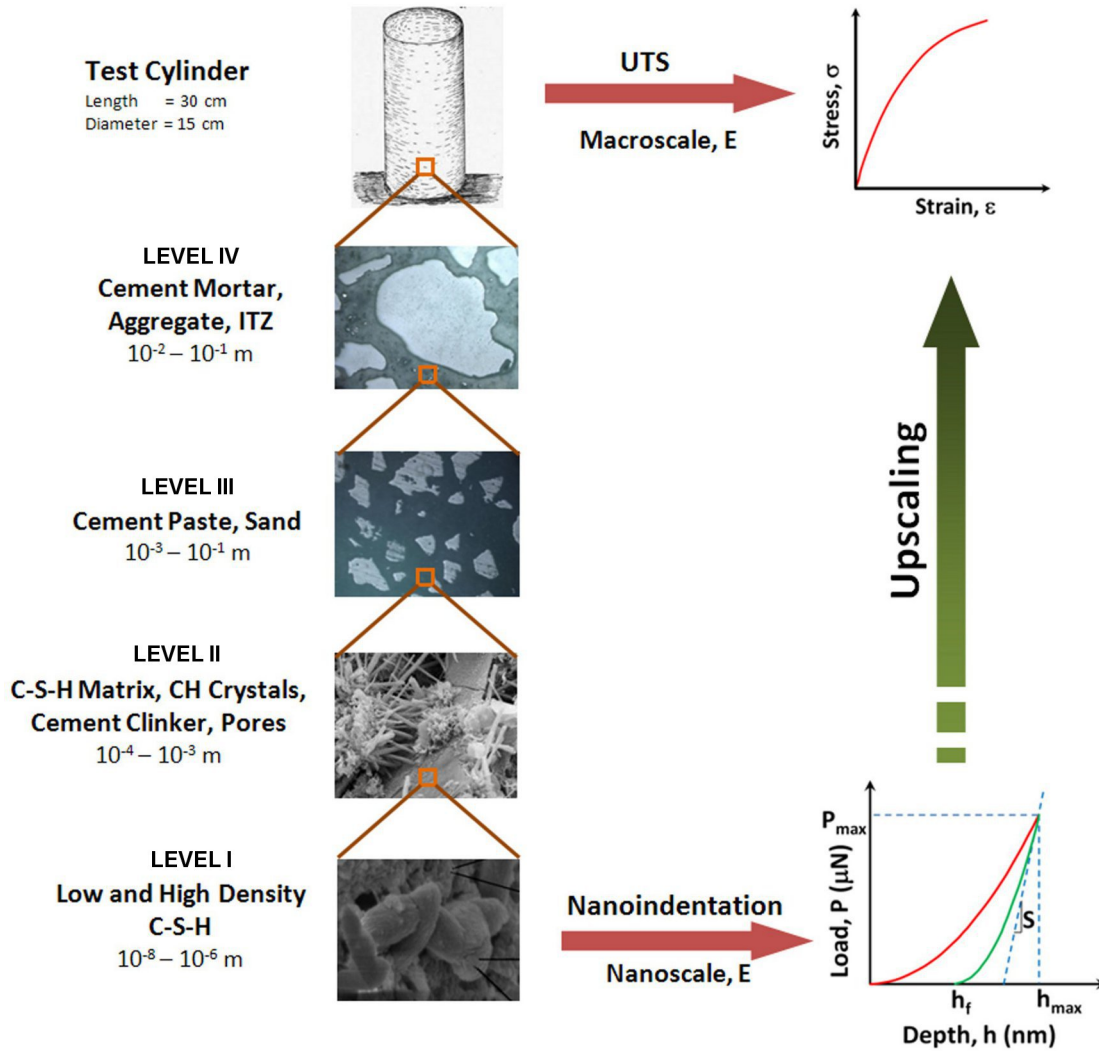 Test Cylinder
Length = 30 cm
Diameter = 15 cm
UTS
Macroscale, E
Stress, σ
Strain, ε
LEVEL IV
Cement Mortar,
Aggregate, ITZ
10⁻² – 10⁻¹ m
LEVEL III
Cement Paste, Sand
10⁻³ – 10⁻¹ m
Upscaling
LEVEL II
C-S-H Matrix, CH Crystals,
Cement Clinker, Pores
10⁻⁴ – 10⁻³ m
LEVEL I
Low and High Density
C-S-H
10⁻⁸ – 10⁻⁶ m
Nanoindentation
Nanoscale, E
Pmax
Load, P (μN)
S
hf
hmax
Depth, h (nm)